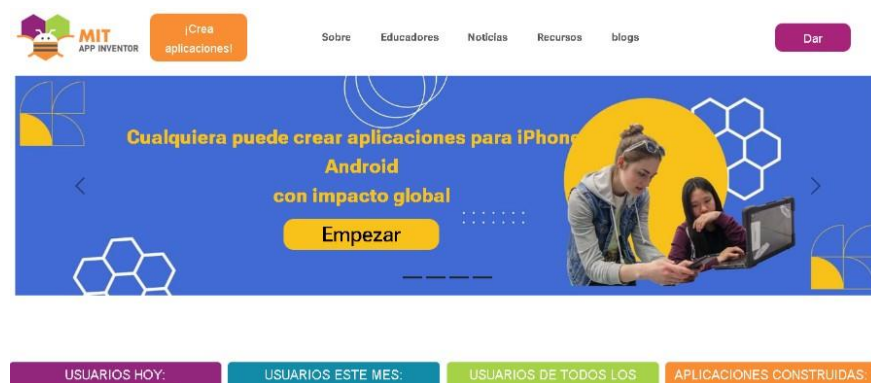 MIT
APP INVENTOR
¡Crea
aplicaciones!
Sobre
Educadores
Noticias
Recursos
blogs
Dar
Cualquiera puede crear aplicaciones para iPhone
Android
con impacto global
Empezar
USUARIOS HOY:
USUARIOS ESTE MES:
USUARIOS DE TODOS LOS
APLICACIONES CONSTRUIDAS: